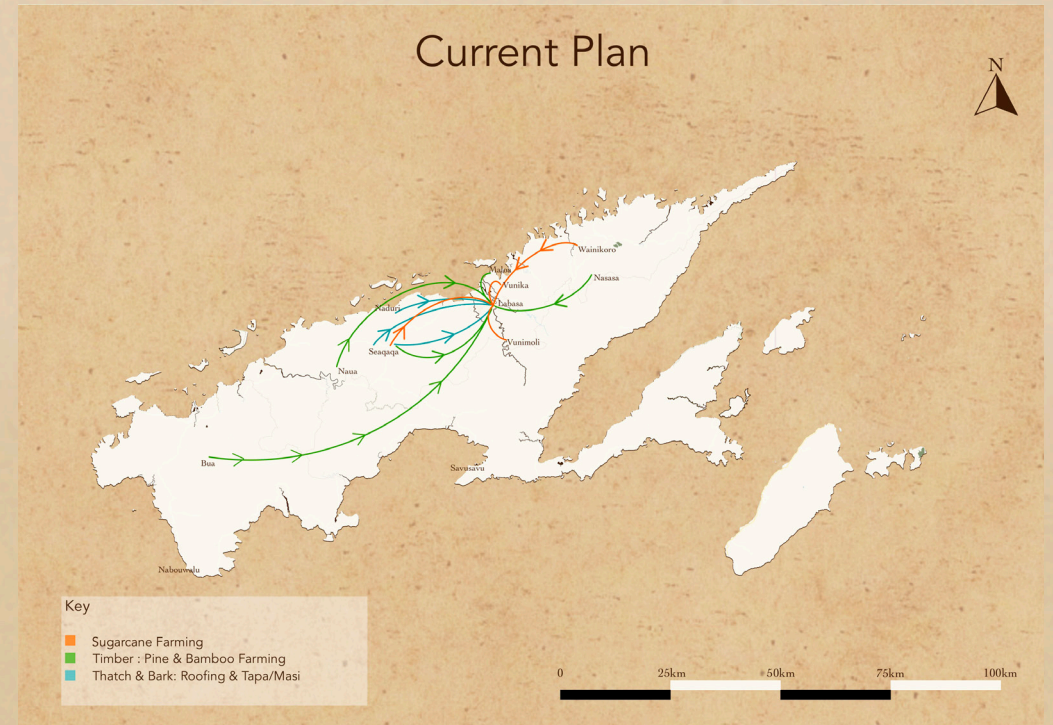 Current Plan
N
Wainikoro
Malau
Nasasa
Vunika
Labasa
Naduri
Vunimoli
Seaqaqa
Naua
Bua
Savusavu
Nabouwalu
Key
Sugarcane Farming
Timber : Pine & Bamboo Farming
Thatch & Bark: Roofing & Tapa/Masi
0 25km 50km 75km 100km